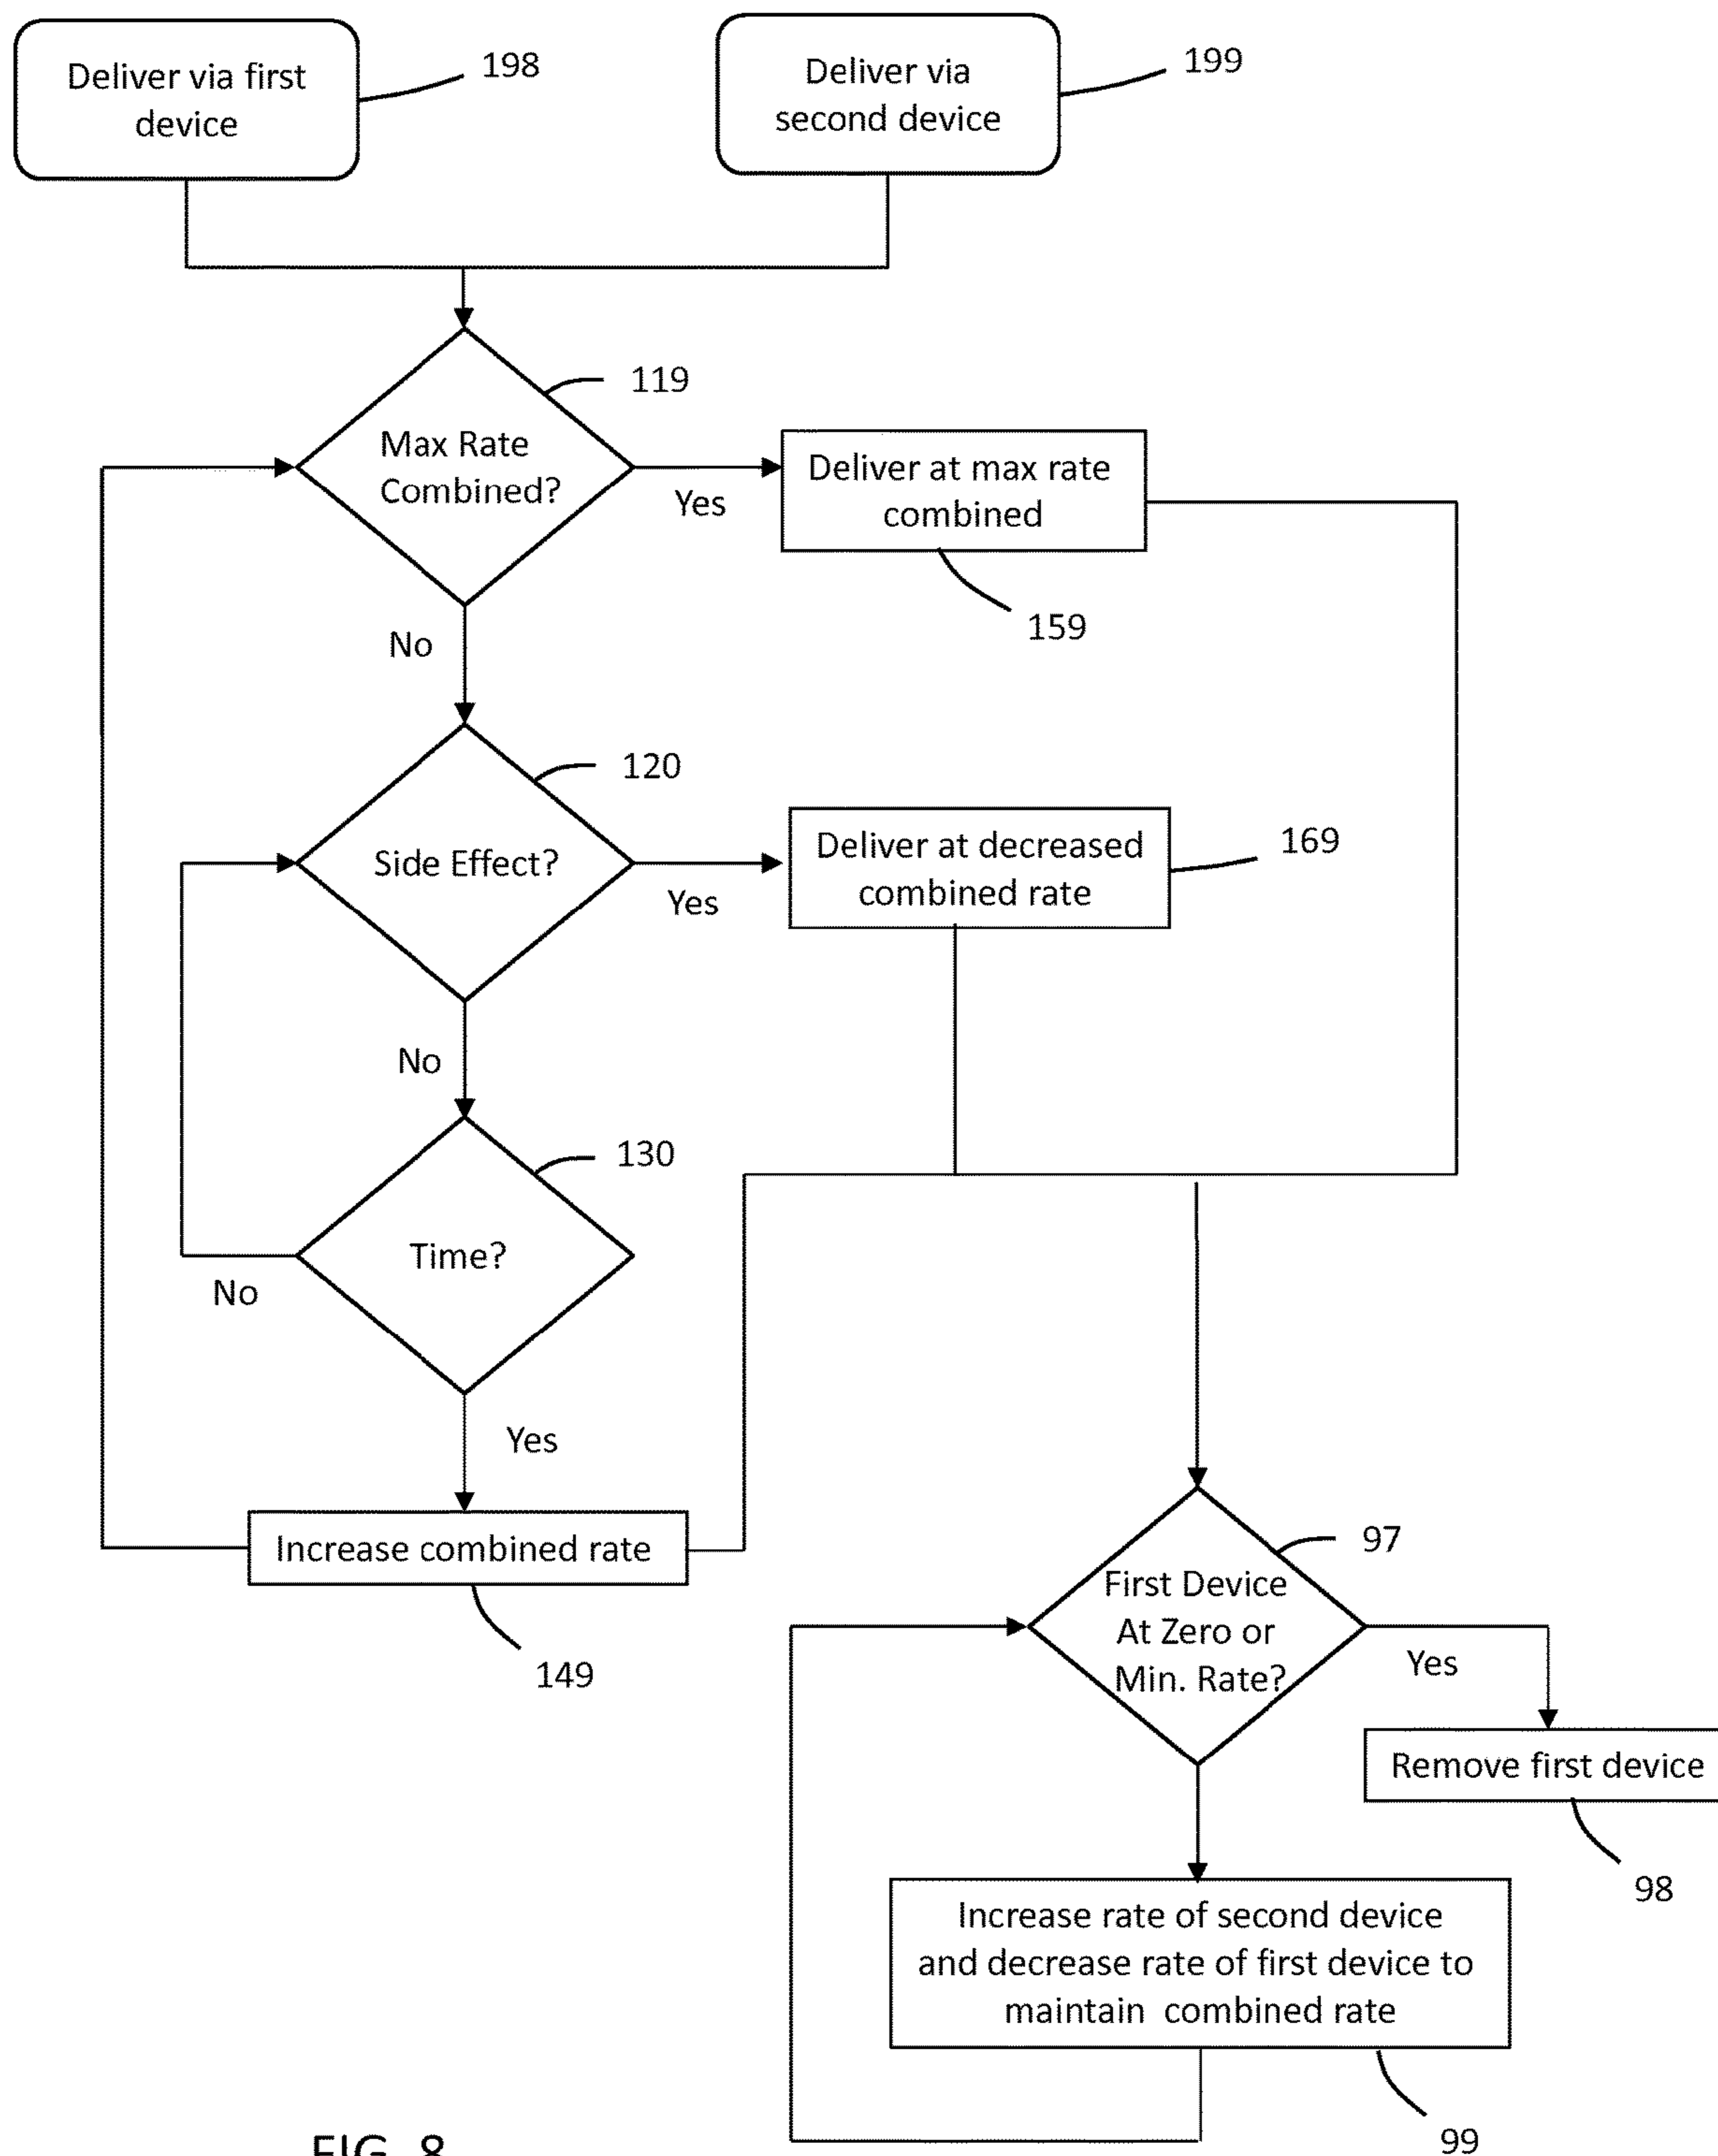 Deliver via first
device
198
Deliver via
second device
199
119
Max Rate
Combined?
Yes
Deliver at max rate
combined
159
No
120
Side Effect?
Yes
Deliver at decreased
combined rate
169
No
130
Time?
No
Yes
Increase combined rate
149
97
First Device
At Zero or
Min. Rate?
Yes
Remove first device
98
Increase rate of second device
and decrease rate of first device to
maintain combined rate
99
FIG. 8